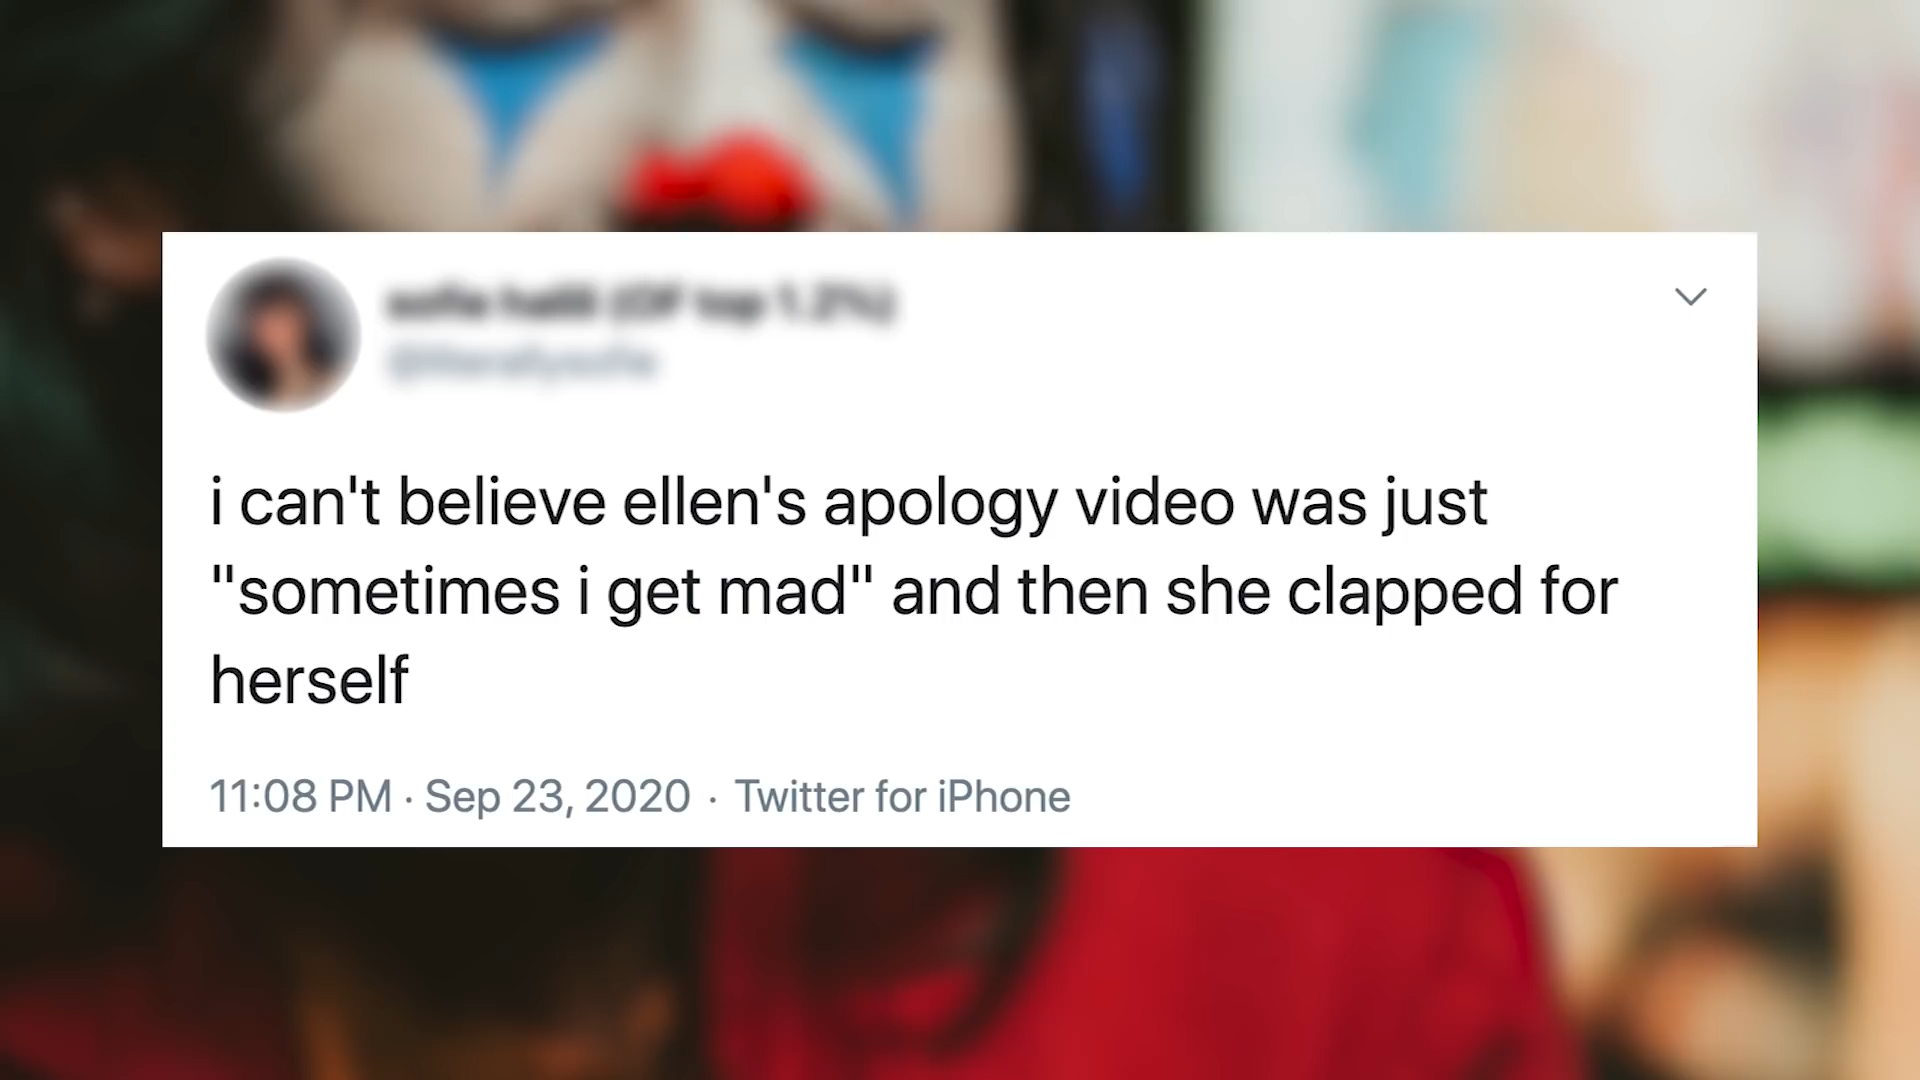 i can't believe ellen's apology video was just
"sometimes i get mad" and then she clapped for
herself
11:08 PM · Sep 23, 2020 · Twitter for iPhone